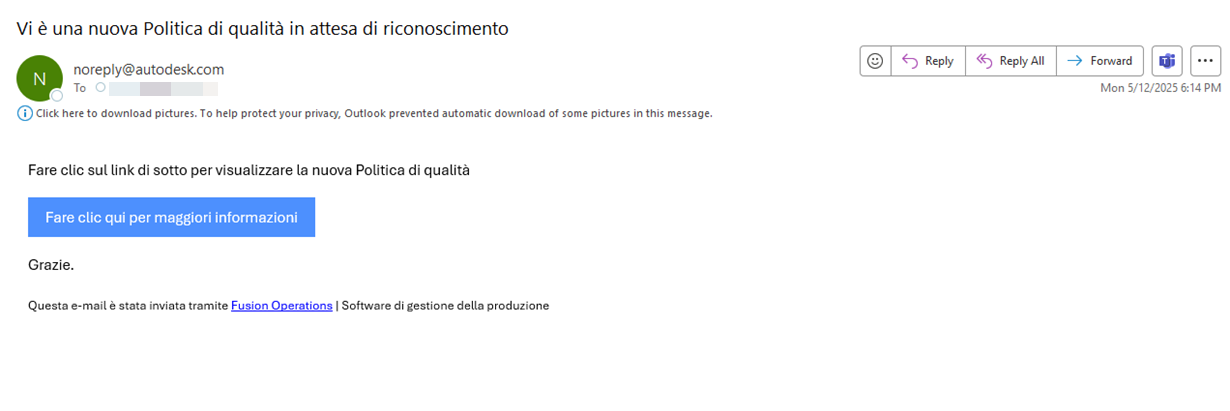 Vi è una nuova Politica di qualità in attesa di riconoscimento
N
noreply@autodesk.com
To
Reply
Reply All
Forward
Mon 5/12/2025 6:14 PM
Click here to download pictures. To help protect your privacy, Outlook prevented automatic download of some pictures in this message.
Fare clic sul link di sotto per visualizzare la nuova Politica di qualità
Fare clic qui per maggiori informazioni
Grazie.
Questa e-mail è stata inviata tramite Fusion Operations | Software di gestione della produzione